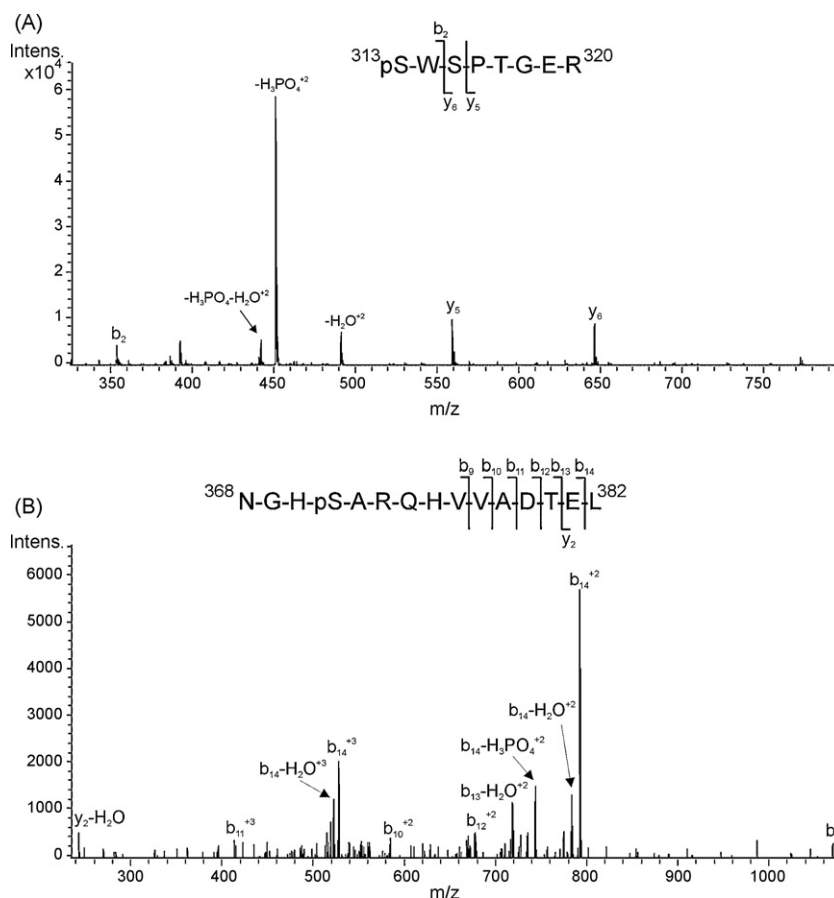 (A)
Intens.
x10⁴
b₂
³¹³pS-W-S-P-T-G-E-R³²⁰
y₆ y₅
-H₃PO₄⁺²
6
5
4
3
2
1
0
b₂
-H₃PO₄-H₂O⁺²
-H₂O⁺²
y₅
y₆
350 400 450 500 550 600 650 700 750
m/z
(B)
b₉ b₁₀ b₁₁ b₁₂ b₁₃ b₁₄
³⁶⁸N-G-H-pS-A-R-Q-H-V-V-A-D-T-E-L³⁸²
y₂
Intens.
6000
5000
4000
3000
2000
1000
0
b₁₄⁺²
b₁₄-H₂O⁺²
b₁₄-H₃PO₄⁺²
b₁₄⁺³
b₁₄-H₂O⁺³
b₁₃-H₂O⁺²
y₂-H₂O
b₁₁⁺³
b₁₀⁺²
b₁₂⁺²
300 400 500 600 700 800 900 1000
m/z